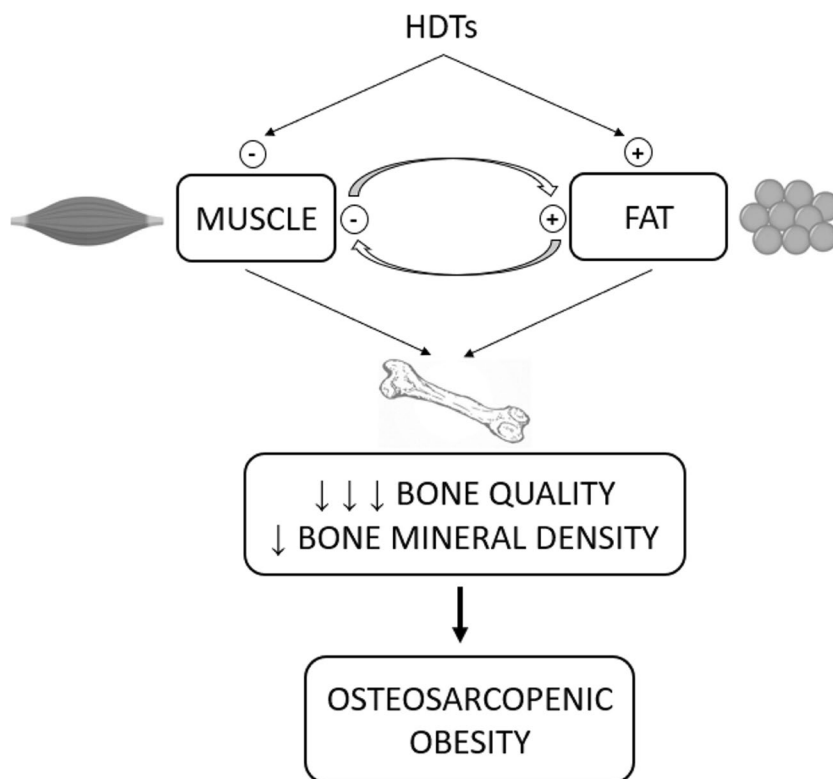 HDTs
-
+
MUSCLE
-
+
FAT
↓ ↓ ↓ BONE QUALITY
↓ BONE MINERAL DENSITY
OSTEOSARCOPENIC
OBESITY